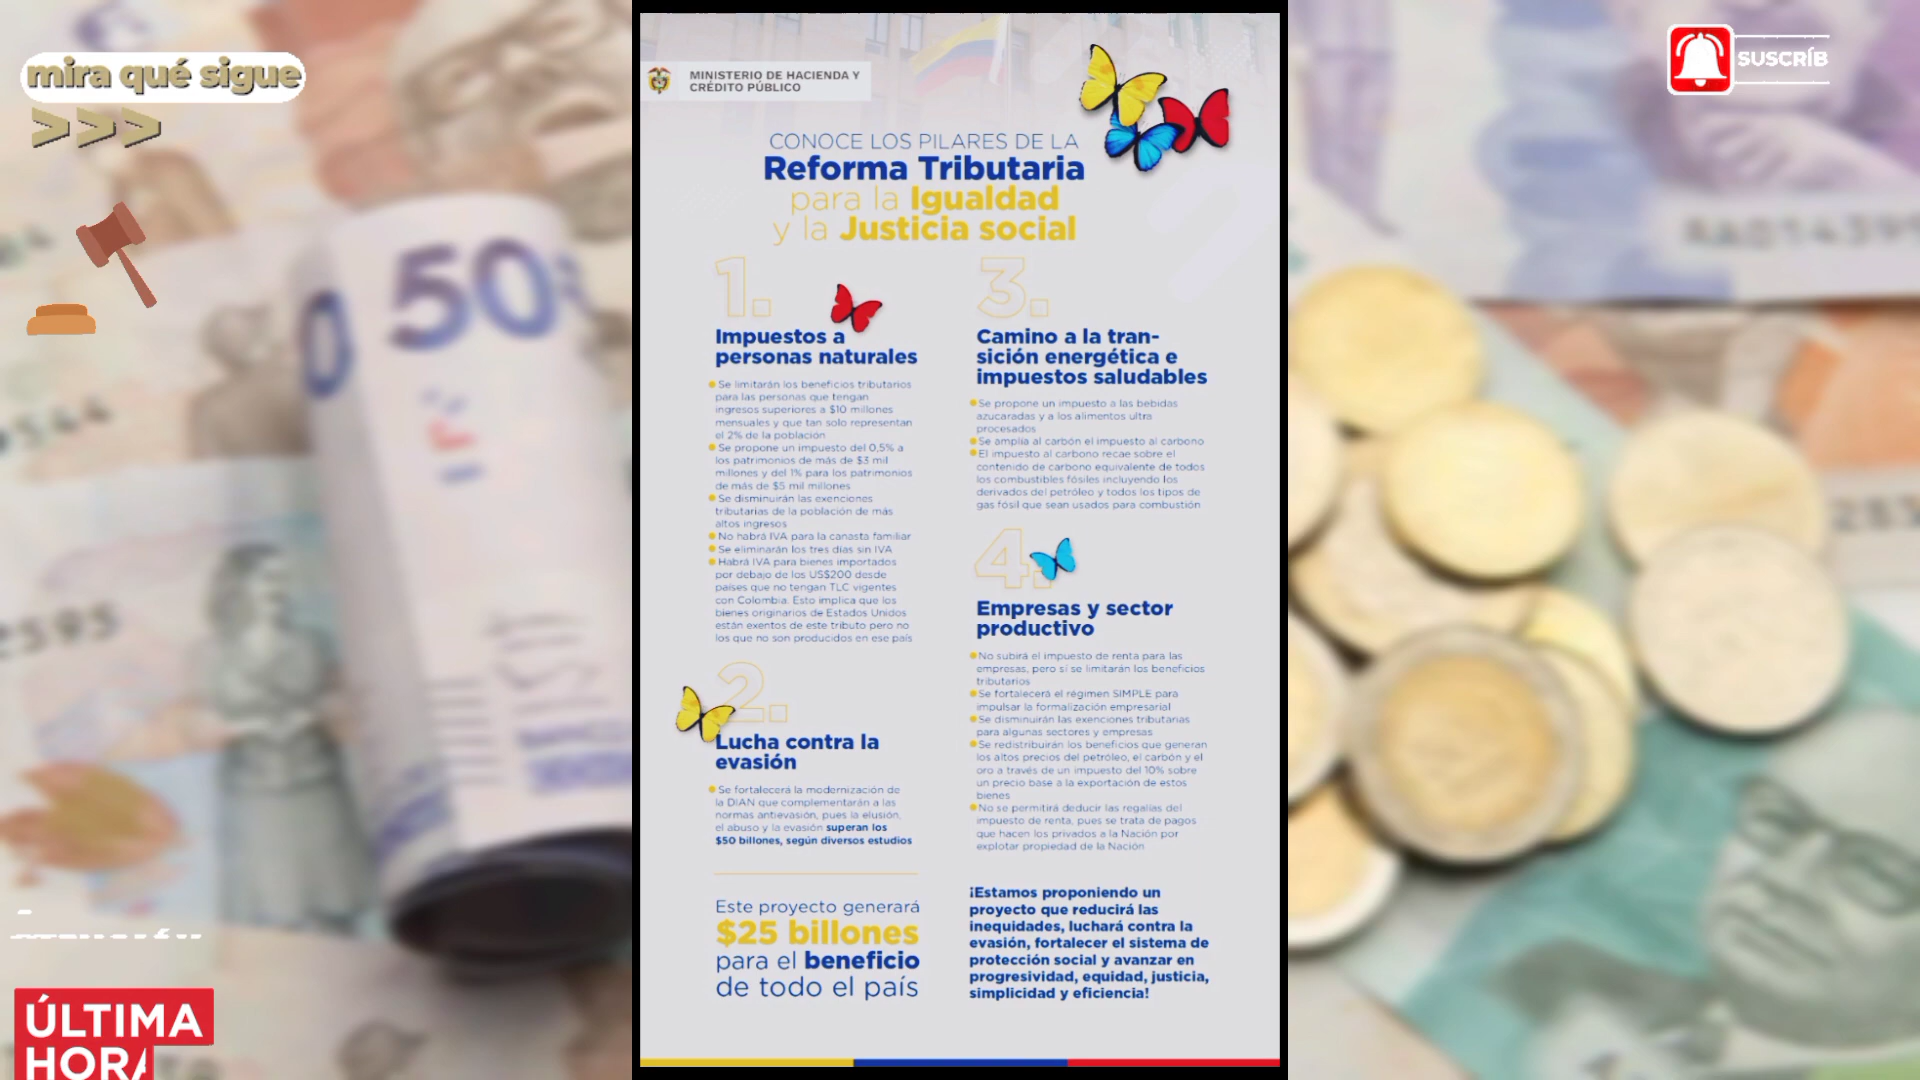 mira qué sigue
>>>
SUSCRÍB
MINISTERIO DE HACIENDA Y
CRÉDITO PÚBLICO
CONOCE LOS PILARES DE LA
Reforma Tributaria
para la Igualdad
y la Justicia social
1.
Impuestos a
personas naturales
Se limitarán los beneficios tributarios
para las personas que tengan
ingresos superiores a $10 millones
mensuales y que tan solo representan
el 2% de la población
Se propone un impuesto del 0,5% a
los patrimonios de más de $3 mil
millones y del 1% para los patrimonios
de más de $5 mil millones
Se disminuirán las exenciones
tributarias de la población de más
altos ingresos
No habrá IVA para la canasta familiar
Se eliminarán los tres días sin IVA
Habrá IVA para bienes importados
por debajo de los US$200 desde
países que no tengan TLC vigentes
con Colombia. Esto implica que los
bienes originarios de Estados Unidos
están exentos de este tributo pero no
los que no son producidos en ese país
2.
Lucha contra la
evasión
Se fortalecerá la modernización de
la DIAN que complementarán a las
normas antievasión, pues la elusión,
el abuso y la evasión superan los
$50 billones, según diversos estudios
Este proyecto generará
$25 billones
para el beneficio
de todo el país
3.
Camino a la tran-
sición energética e
impuestos saludables
Se propone un impuesto a las bebidas
azucaradas y a los alimentos ultra
procesados
Se amplía al carbón el impuesto al carbono
El impuesto al carbono recae sobre el
contenido de carbono equivalente de todos
los combustibles fósiles incluyendo los
derivados del petróleo y todos los tipos de
gas fósil que sean usados para combustión
4.
Empresas y sector
productivo
No subirá el impuesto de renta para las
empresas, pero sí se limitarán los beneficios
tributarios
Se fortalecerá el régimen SIMPLE para
impulsar la formalización empresarial
Se disminuirán las exenciones tributarias
para algunas sectores y empresas
Se redistribuirán los beneficios que generan
los altos precios del petróleo, el carbón y el
oro a través de un impuesto del 10% sobre
un precio base a la exportación de estos
bienes
No se permitirá deducir las regalías del
impuesto de renta, pues se trata de pagos
que hacen los privados a la Nación por
explotar propiedad de la Nación
¡Estamos proponiendo un
proyecto que reducirá las
inequidades, luchará contra la
evasión, fortalecer el sistema de
protección social y avanzar en
progresividad, equidad, justicia,
simplicidad y eficiencia!
50
2595
ÚLTIMA
HORA